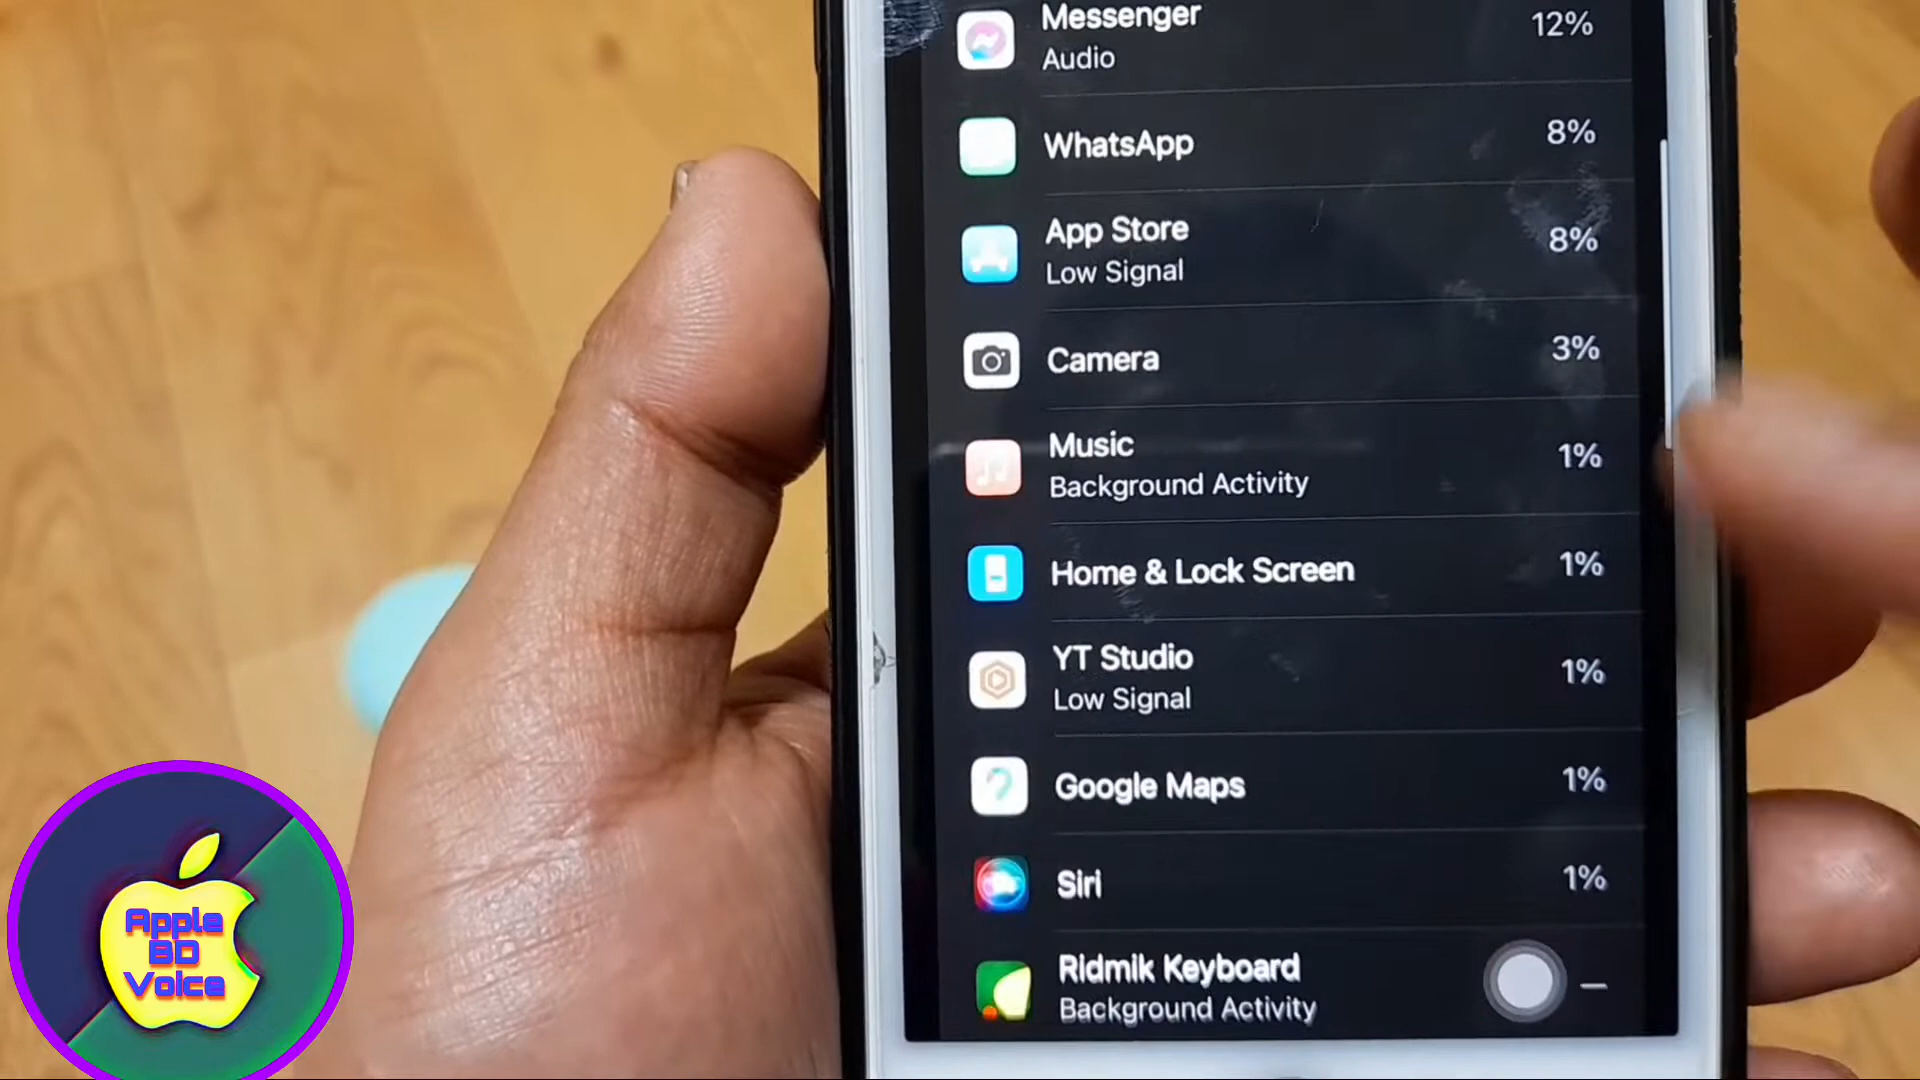 Messenger
12%
Audio
WhatsApp
8%
App Store
8%
Low Signal
Camera
3%
Music
1%
Background Activity
Home & Lock Screen
1%
YT Studio
1%
Low Signal
Google Maps
1%
Siri
1%
Ridmik Keyboard
–
Background Activity
Apple
BD
Voice